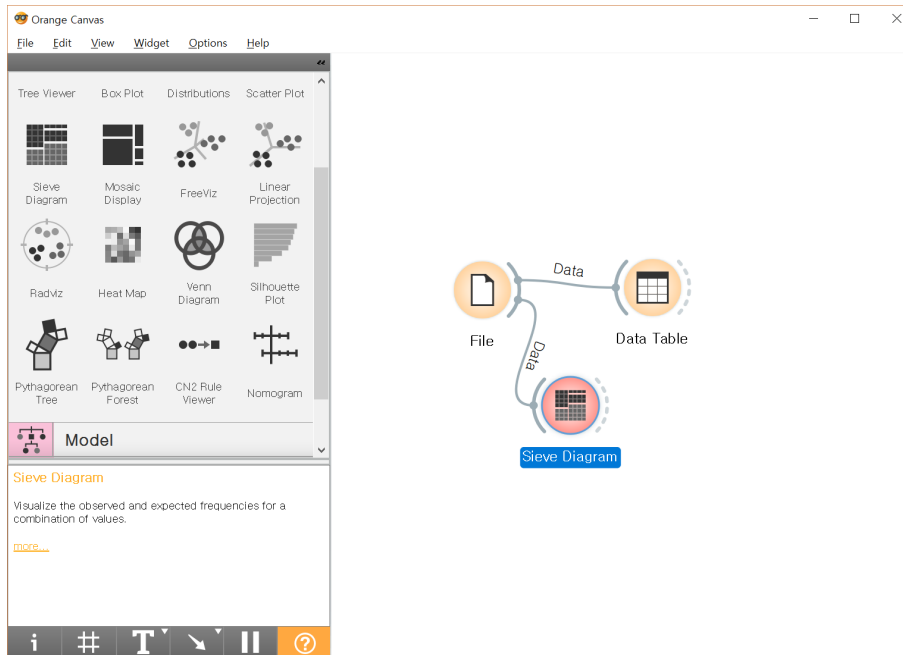 Orange Canvas
File Edit View Widget Options Help
Tree Viewer Box Plot Distributions Scatter Plot
Sieve Diagram
Mosaic Display
FreeViz
Linear Projection
Radviz
Heat Map
Venn Diagram
Silhouette Plot
Pythagorean Tree
Pythagorean Forest
CN2 Rule Viewer
Nomogram
Model
Sieve Diagram
Visualize the observed and expected frequencies for a
combination of values.
more...
i # T ?
Data
File
Data Table
Data
Sieve Diagram